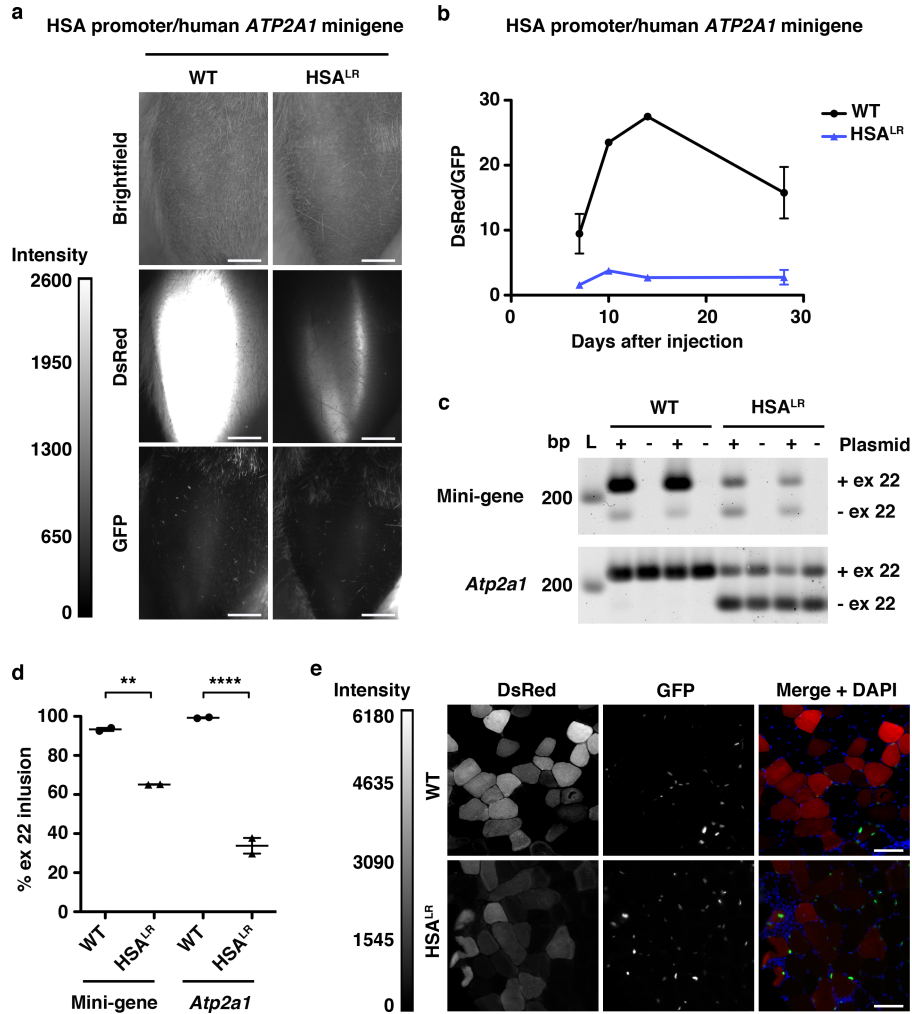 a
HSA promoter/human ATP2A1 minigene
WT HSALR
Brightfield
DsRed
GFP
Intensity
2600
1950
1300
650
0
b
HSA promoter/human ATP2A1 minigene
DsRed/GFP
30
20
10
0
0 10 20 30
Days after injection
WT
HSALR
c
WT HSALR
bp L + - + - + - + - Plasmid
Mini-gene 200 + ex 22
- ex 22
Atp2a1 200 + ex 22
- ex 22
d
** ****
% ex 22 inlusion
100
80
60
40
20
0
WT HSALR WT HSALR
Mini-gene Atp2a1
e
Intensity
6180
4635
3090
1545
0
DsRed GFP Merge + DAPI
WT
HSALR